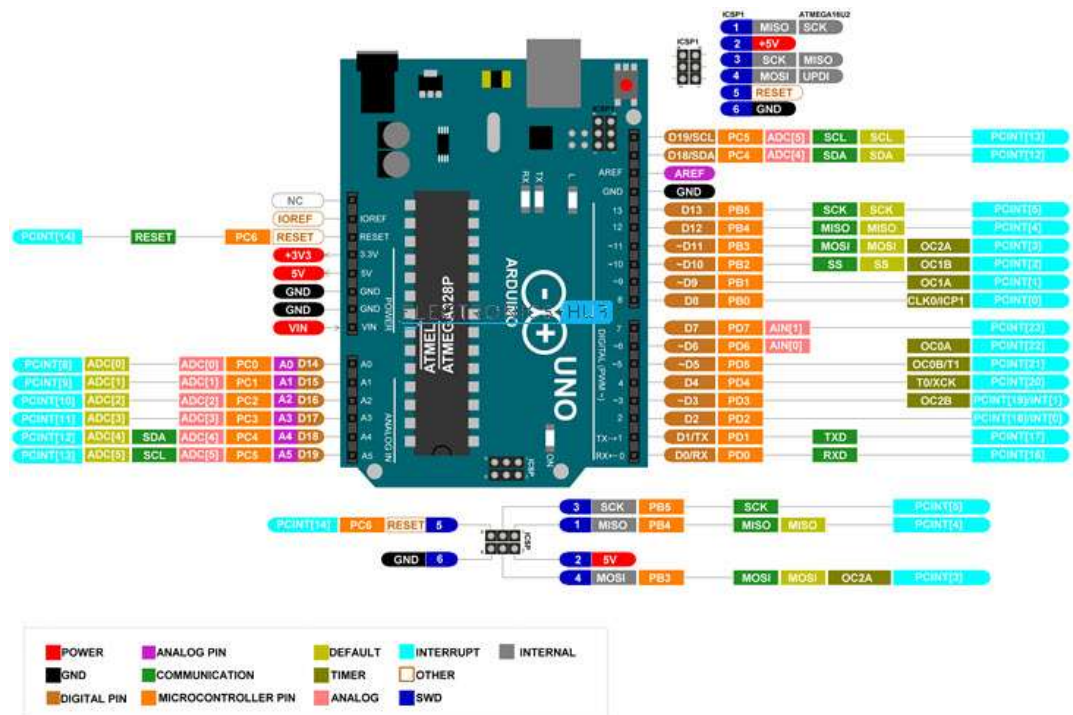 ICSP1 ATMEGA16U2
1 MISO SCK
2 +5V
3 SCK MISO
4 MOSI UPDI
5 RESET
6 GND
ICSP1
ICSP1
D19/SCL PC5 ADC[5] SCL SCL PCINT[13]
D18/SDA PC4 ADC[4] SDA SDA PCINT[12]
AREF AREF
GND GND
RX TX L
NC
IOREF IOREF
PCINT[14] RESET PC6 RESET RESET
+3V3 3.3V
5V 5V
GND GND
GND GND
VIN VIN
POWER
13 D13 PB5 SCK SCK PCINT[5]
12 D12 PB4 MISO MISO PCINT[4]
~11 ~D11 PB3 MOSI MOSI OC2A PCINT[3]
~10 ~D10 PB2 SS SS OC1B PCINT[2]
~9 ~D9 PB1 OC1A PCINT[1]
8 D8 PB0 CLK0/ICP1 PCINT[0]
7 D7 PD7 AIN[1] PCINT[23]
~6 ~D6 PD6 AIN[0] OC0A PCINT[22]
~5 ~D5 PD5 OC0B/T1 PCINT[21]
4 D4 PD4 T0/XCK PCINT[20]
~3 ~D3 PD3 OC2B PCINT[19]/INT[1]
2 D2 PD2 PCINT[18]/INT[0]
TX→1 D1/TX PD1 TXD PCINT[17]
RX←0 D0/RX PD0 RXD PCINT[16]
DIGITAL (PWM ~)
ATMEL
ATMEGA328P
ARDUINO
UNO
HUB
PCINT[8] ADC[0] ADC[0] PC0 A0 D14 A0
PCINT[9] ADC[1] ADC[1] PC1 A1 D15 A1
PCINT[10] ADC[2] ADC[2] PC2 A2 D16 A2
PCINT[11] ADC[3] ADC[3] PC3 A3 D17 A3
PCINT[12] ADC[4] SDA ADC[4] PC4 A4 D18 A4
PCINT[13] ADC[5] SCL ADC[5] PC5 A5 D19 A5
ANALOG IN
ON
ICSP
3 SCK PB5 SCK PCINT[5]
PCINT[14] PC6 RESET 5
1 MISO PB4 MISO MISO PCINT[4]
ICSP
GND 6
2 5V
4 MOSI PB3 MOSI MOSI OC2A PCINT[3]
POWER ANALOG PIN DEFAULT INTERRUPT INTERNAL
GND COMMUNICATION TIMER OTHER
DIGITAL PIN MICROCONTROLLER PIN ANALOG SWD